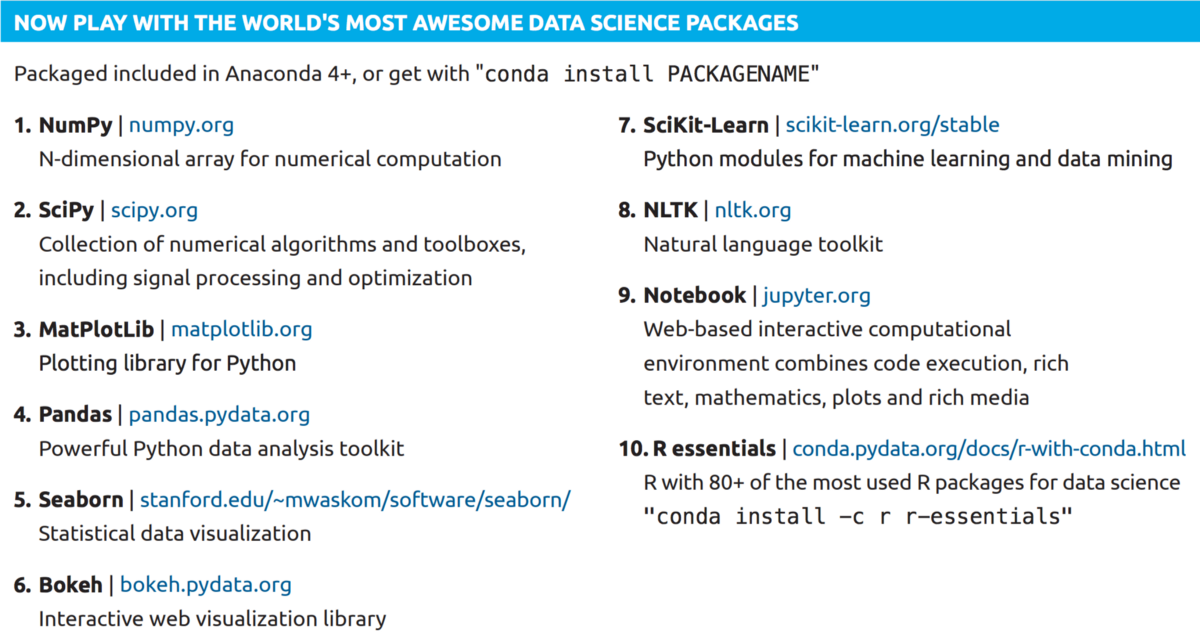 NOW PLAY WITH THE WORLD'S MOST AWESOME DATA SCIENCE PACKAGES
Packaged included in Anaconda 4+, or get with "conda install PACKAGENAME"
1. NumPy | numpy.org
N-dimensional array for numerical computation
2. SciPy | scipy.org
Collection of numerical algorithms and toolboxes,
including signal processing and optimization
3. MatPlotLib | matplotlib.org
Plotting library for Python
4. Pandas | pandas.pydata.org
Powerful Python data analysis toolkit
5. Seaborn | stanford.edu/~mwaskom/software/seaborn/
Statistical data visualization
6. Bokeh | bokeh.pydata.org
Interactive web visualization library
7. SciKit-Learn | scikit-learn.org/stable
Python modules for machine learning and data mining
8. NLTK | nltk.org
Natural language toolkit
9. Notebook | jupyter.org
Web-based interactive computational
environment combines code execution, rich
text, mathematics, plots and rich media
10. R essentials | conda.pydata.org/docs/r-with-conda.html
R with 80+ of the most used R packages for data science
"conda install -c r r-essentials"